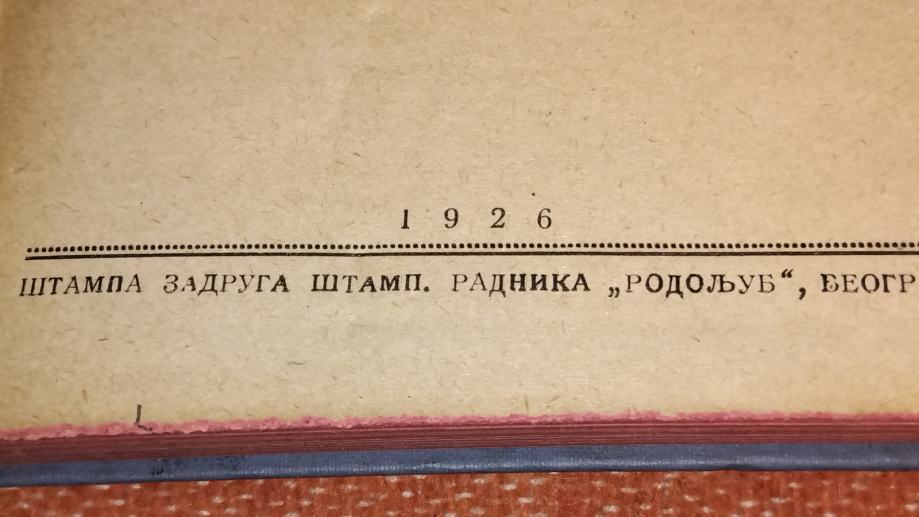 1 9 2 6
ШТАМПА ЗАДРУГА ШТАМП. РАДНИКА „РОДОЉУБ“, БЕОГР